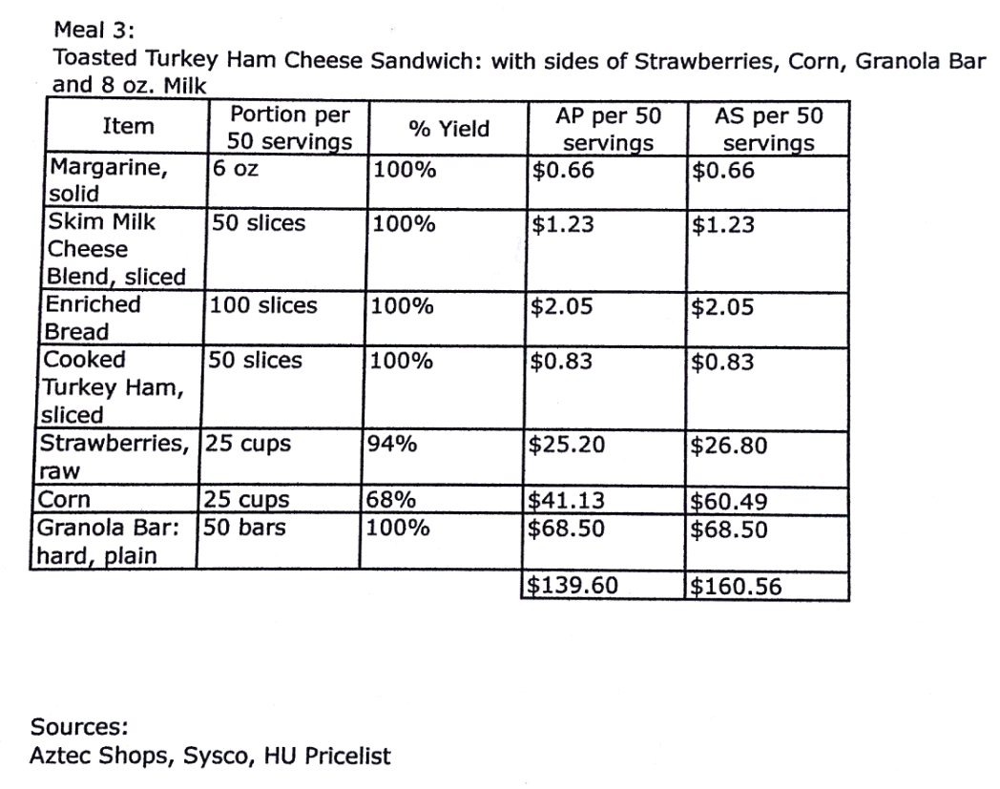 Meal 3:
Toasted Turkey Ham Cheese Sandwich: with sides of Strawberries, Corn, Granola Bar
and 8 oz. Milk
Item Portion per 50 servings % Yield AP per 50 servings AS per 50 servings
Margarine, solid 6 oz 100% $0.66 $0.66
Skim Milk Cheese Blend, sliced 50 slices 100% $1.23 $1.23
Enriched Bread 100 slices 100% $2.05 $2.05
Cooked Turkey Ham, sliced 50 slices 100% $0.83 $0.83
Strawberries, raw 25 cups 94% $25.20 $26.80
Corn 25 cups 68% $41.13 $60.49
Granola Bar: hard, plain 50 bars 100% $68.50 $68.50
$139.60 $160.56
Sources:
Aztec Shops, Sysco, HU Pricelist